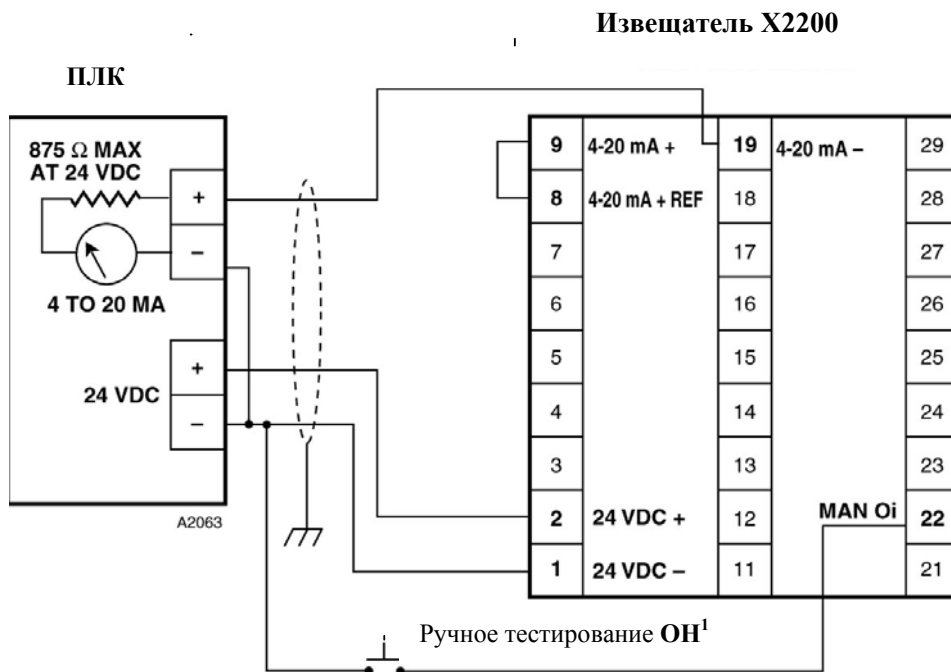 Извещатель X2200
ПЛК
875 Ω MAX
AT 24 VDC
+
–
4 TO 20 MA
24 VDC
+
–
A2063
9 4-20 mA + 19 4-20 mA – 29
8 4-20 mA + REF 18 28
7 17 27
6 16 26
5 15 25
4 14 24
3 13 23
2 24 VDC + 12 MAN Oi 22
1 24 VDC – 11 21
Ручное тестирование ОН¹